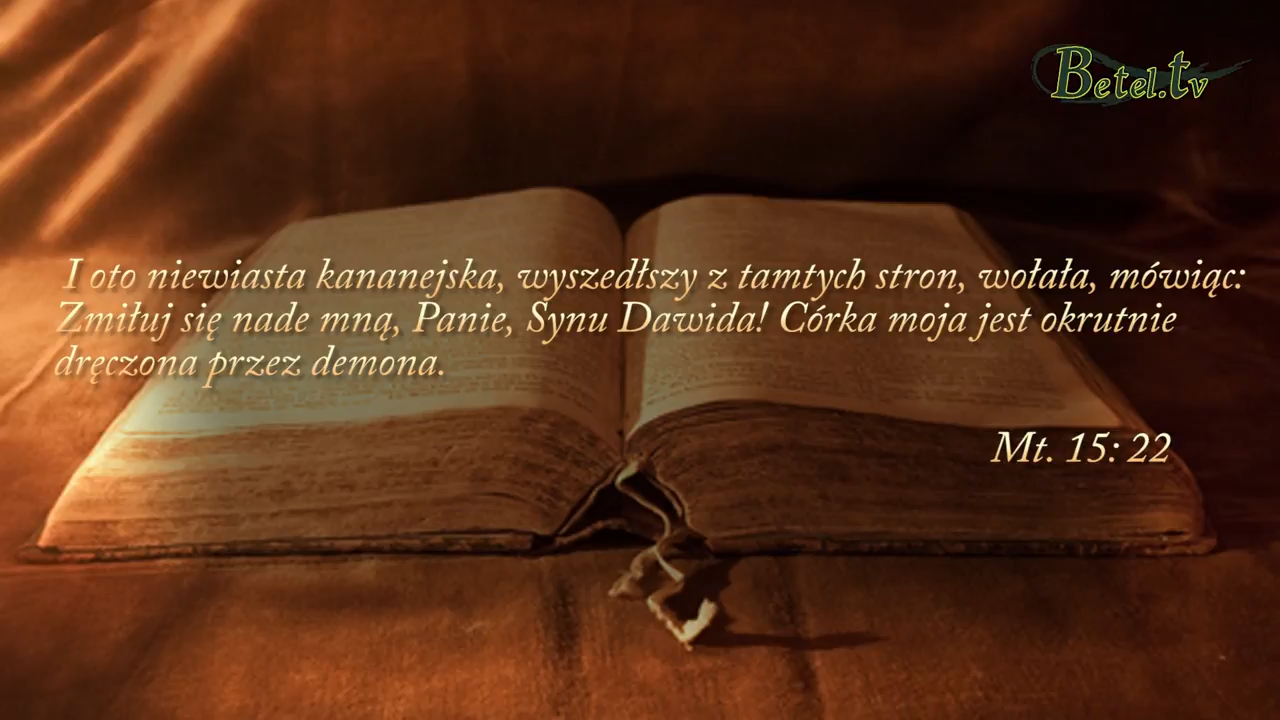 Betel.tv
I oto niewiasta kananejska, wyszedłszy z tamtych stron, wołała, mówiąc:
Zmiłuj się nade mną, Panie, Synu Dawida! Córka moja jest okrutnie
dręczona przez demona.
Mt. 15: 22